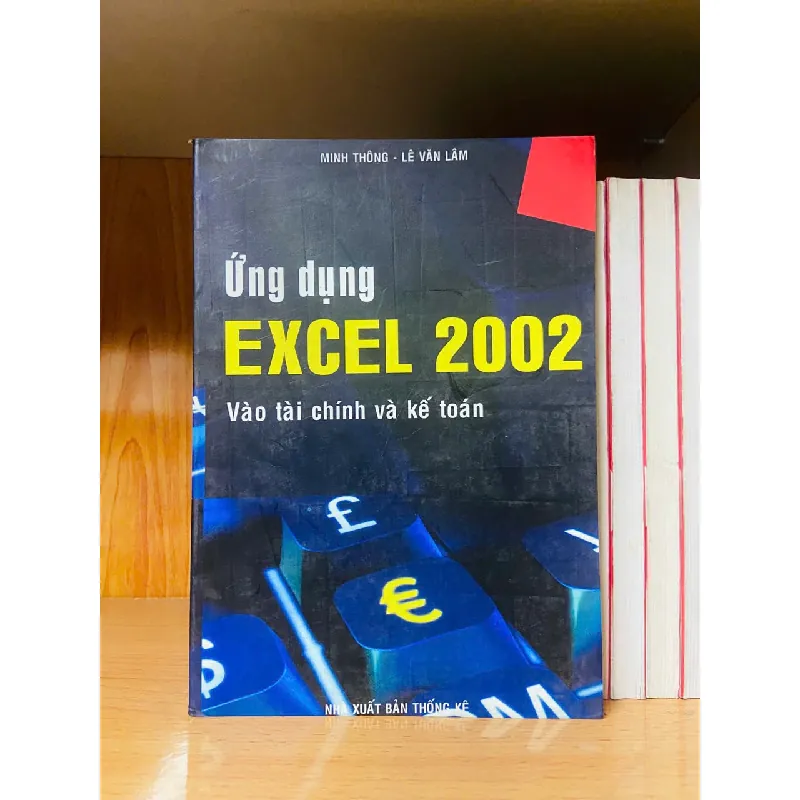 MINH THÔNG - LÊ VĂN LÂM
Ứng dụng
EXCEL 2002
Vào tài chính và kế toán
£
€
$
DM
NHÀ XUẤT BẢN THỐNG KÊ